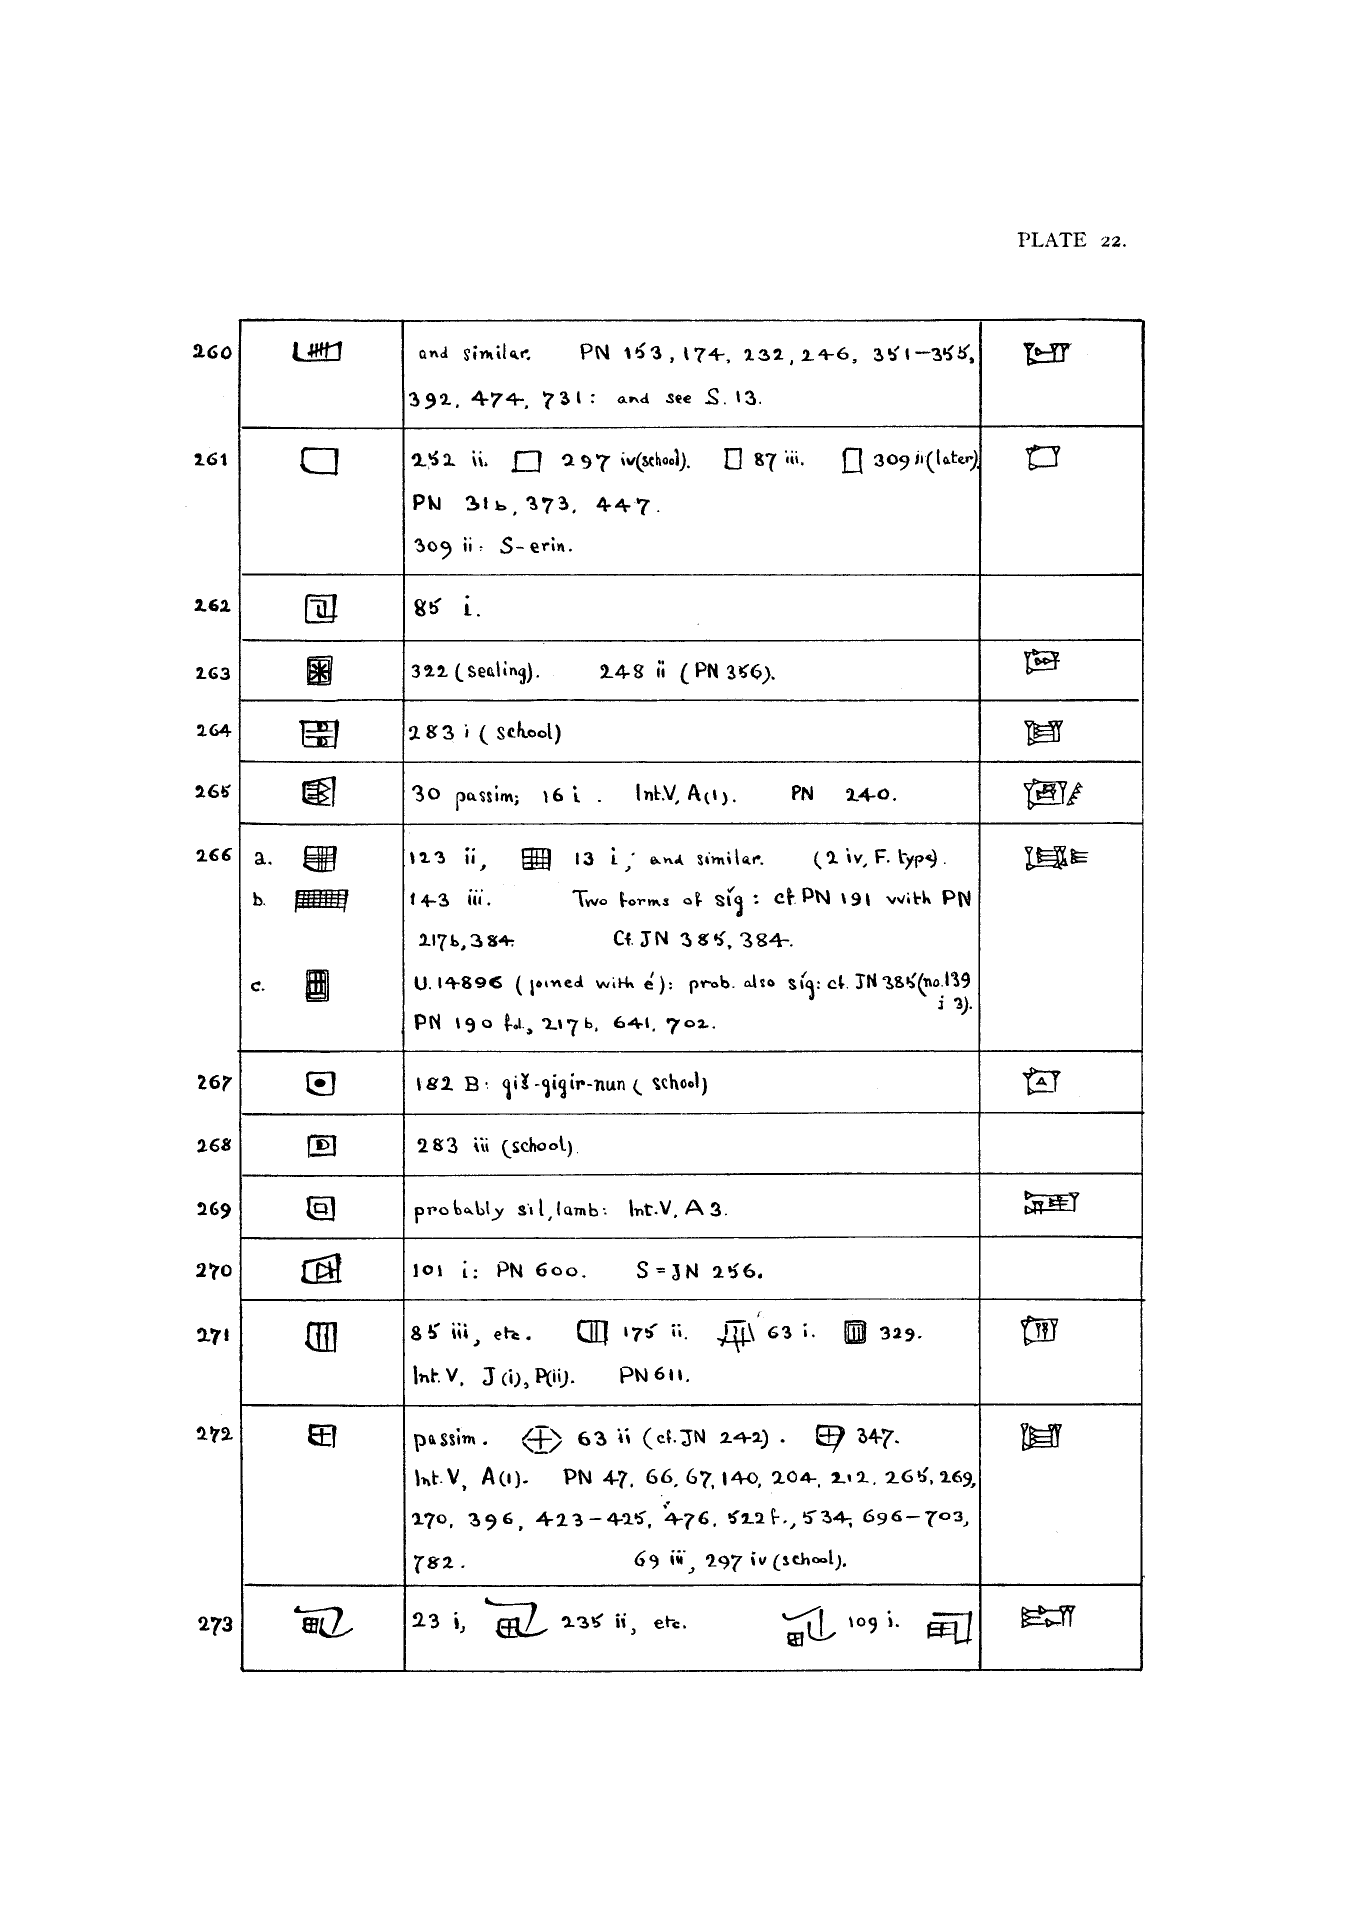 PLATE 22.
260 and similar. PN 153, 174, 232, 246, 351–355,
392, 474, 731: and see S. 13.
261 252 ii. 297 iv (school). 87 iii. 309 ii (later)
PN 31b, 373, 447.
309 ii: S-erin.
262 85 i.
263 322 (sealing). 248 ii (PN 356).
264 283 i (school)
265 30 passim; 16 i. Int.V, A(1). PN 240.
266 a. 123 ii, 13 i; and similar. (2 iv, F. type).
b. 143 iii. Two forms of síg: cf. PN 191 with PN
217b, 384. Cf. JN 385, 384.
c. U.14896 (joined with é): prob. also síg: cf. JN 385 (no.139
i 3).
PN 190 fol., 217b, 641, 702.
267 182 B: giš-gigir-nun (school)
268 283 iii (school).
269 probably sil, lamb: Int.V, A 3.
270 101 i: PN 600. S = JN 256.
271 85 iii, etc. 175 ii. 63 i. 329.
Int. V, J (i), P(ii). PN 611.
272 passim. 63 ii (cf. JN 242). 347.
Int. V, A(1). PN 47, 66, 67, 140, 204, 212, 265, 269,
270, 396, 423–425, 476, 522 f., 534, 696–703,
782. 69 iii, 297 iv (school).
273 23 i, 235 ii, etc. 109 i.